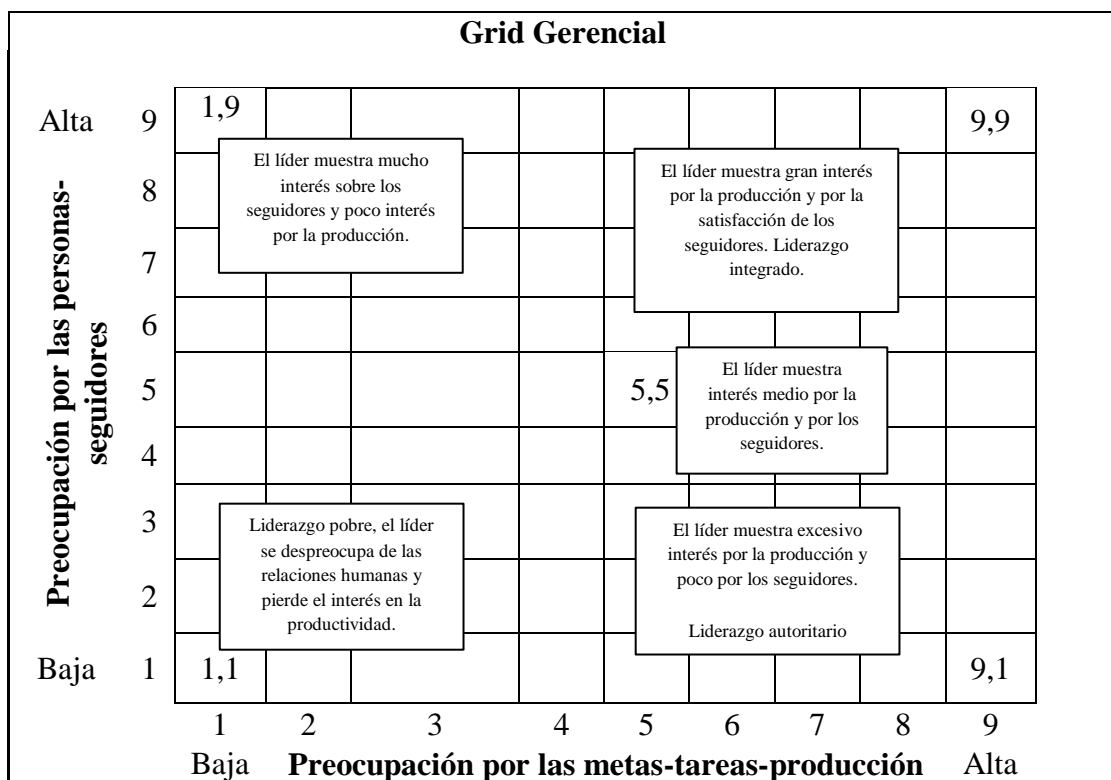 Grid Gerencial
Preocupación por las personas-
seguidores
Alta
9
8
7
6
5
4
3
2
Baja
1
1,9
9,9
El líder muestra mucho
interés sobre los
seguidores y poco interés
por la producción.
El líder muestra gran interés
por la producción y por la
satisfacción de los
seguidores. Liderazgo
integrado.
5,5
El líder muestra
interés medio por la
producción y por los
seguidores.
Liderazgo pobre, el líder
se despreocupa de las
relaciones humanas y
pierde el interés en la
productividad.
El líder muestra excesivo
interés por la producción y
poco por los seguidores.
Liderazgo autoritario
1,1
9,1
1 2 3 4 5 6 7 8 9
Baja Preocupación por las metas-tareas-producción Alta